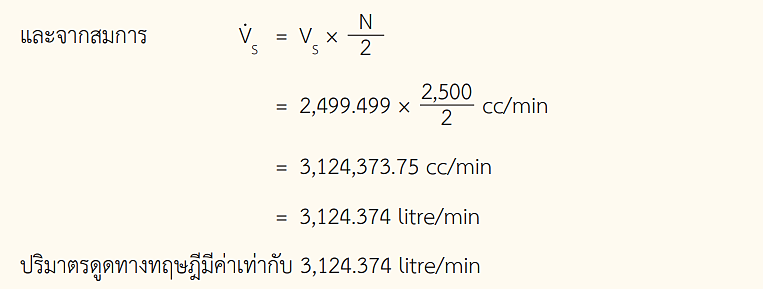 และจากสมการ V̇s = Vs × N/2
= 2,499.499 × 2,500/2 cc/min
= 3,124,373.75 cc/min
= 3,124.374 litre/min
ปริมาตรดูดทางทฤษฎีมีค่าเท่ากับ 3,124.374 litre/min